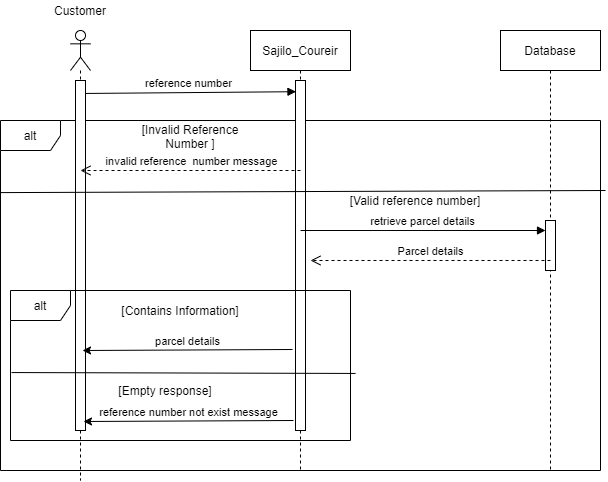 Customer
Sajilo_Coureir
Database
reference number
alt
[Invalid Reference
Number ]
invalid reference  number message
[Valid reference number]
retrieve parcel details
Parcel details
alt
[Contains Information]
parcel details
[Empty response]
reference number not exist message